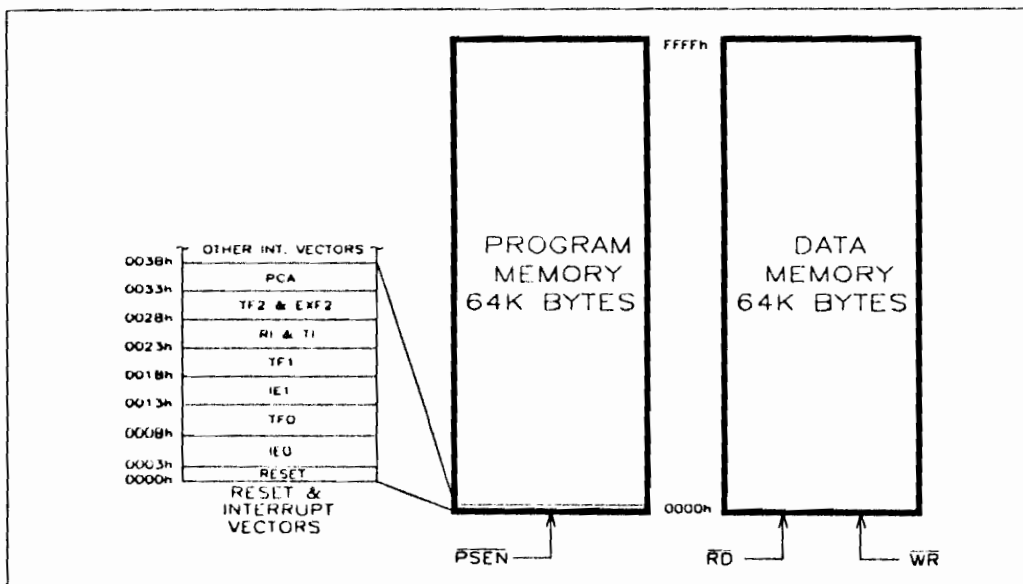 FFFFh
PROGRAM
MEMORY
64K BYTES
DATA
MEMORY
64K BYTES
OTHER INT. VECTORS
003Bh
PCA
0033h
TF2 & EXF2
002Bh
RI & TI
0023h
TF1
001Bh
IE1
0013h
TF0
000Bh
IE0
0003h
RESET
0000h
RESET &
INTERRUPT
VECTORS
0000h
PSEN
RD
WR